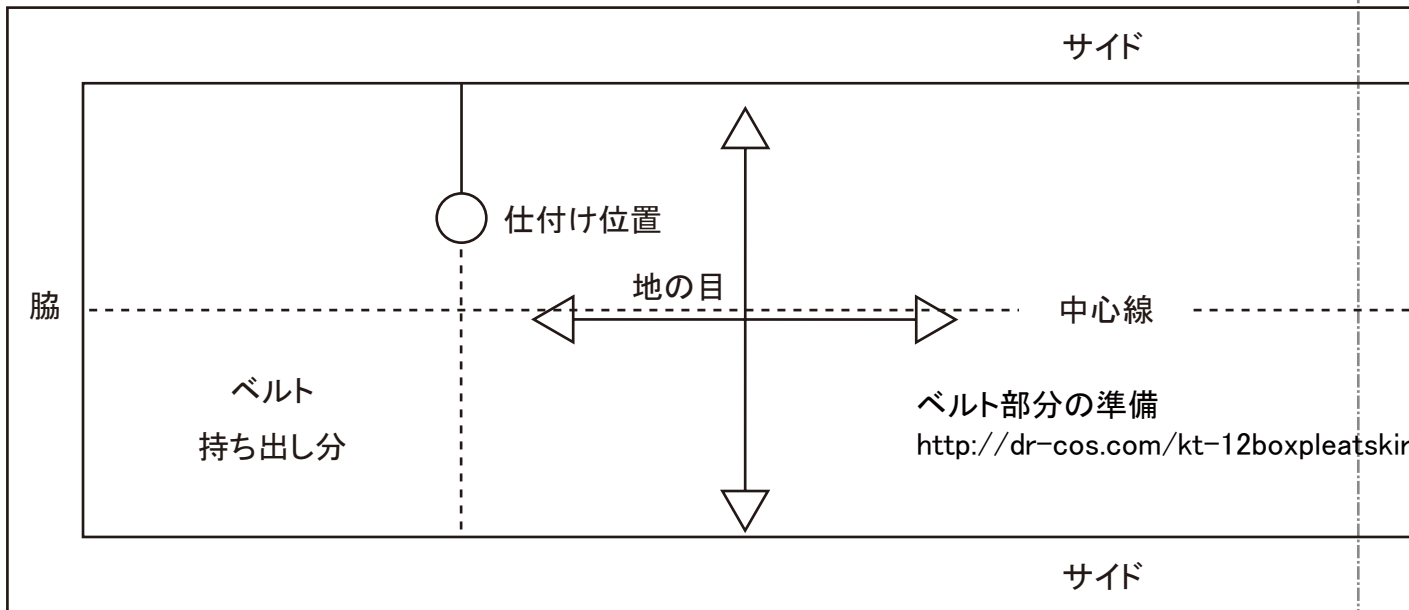 サイド
仕付け位置
地の目
脇
中心線
ベルト
持ち出し分
ベルト部分の準備
http://dr-cos.com/kt-12boxpleatskir
サイド